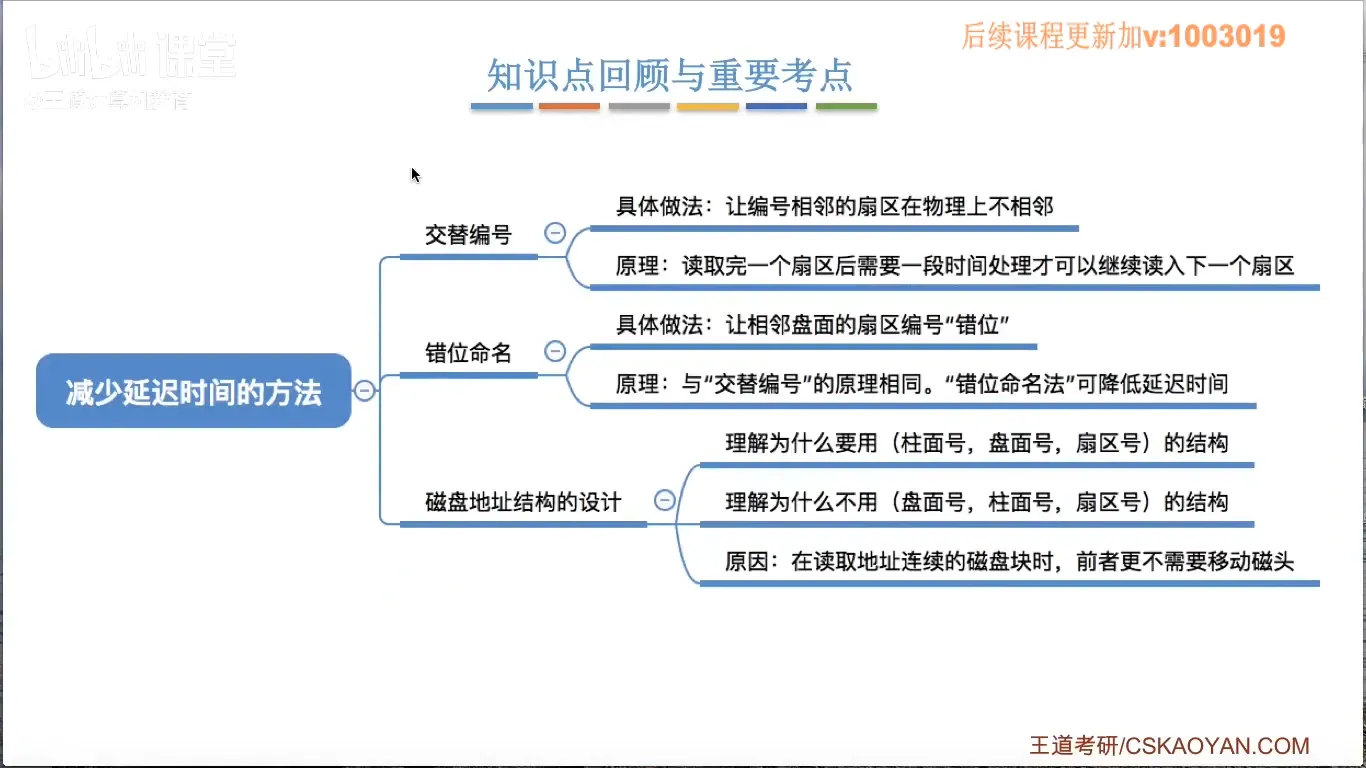 bilibili 课堂
@王道计算机教育
后续课程更新加v:1003019
知识点回顾与重要考点
减少延迟时间的方法
交替编号
具体做法：让编号相邻的扇区在物理上不相邻
原理：读取完一个扇区后需要一段时间处理才可以继续读入下一个扇区
错位命名
具体做法：让相邻盘面的扇区编号“错位”
原理：与“交替编号”的原理相同。“错位命名法”可降低延迟时间
磁盘地址结构的设计
理解为什么要用（柱面号，盘面号，扇区号）的结构
理解为什么不用（盘面号，柱面号，扇区号）的结构
原因：在读取地址连续的磁盘块时，前者更不需要移动磁头
王道考研/CSKAOYAN.COM